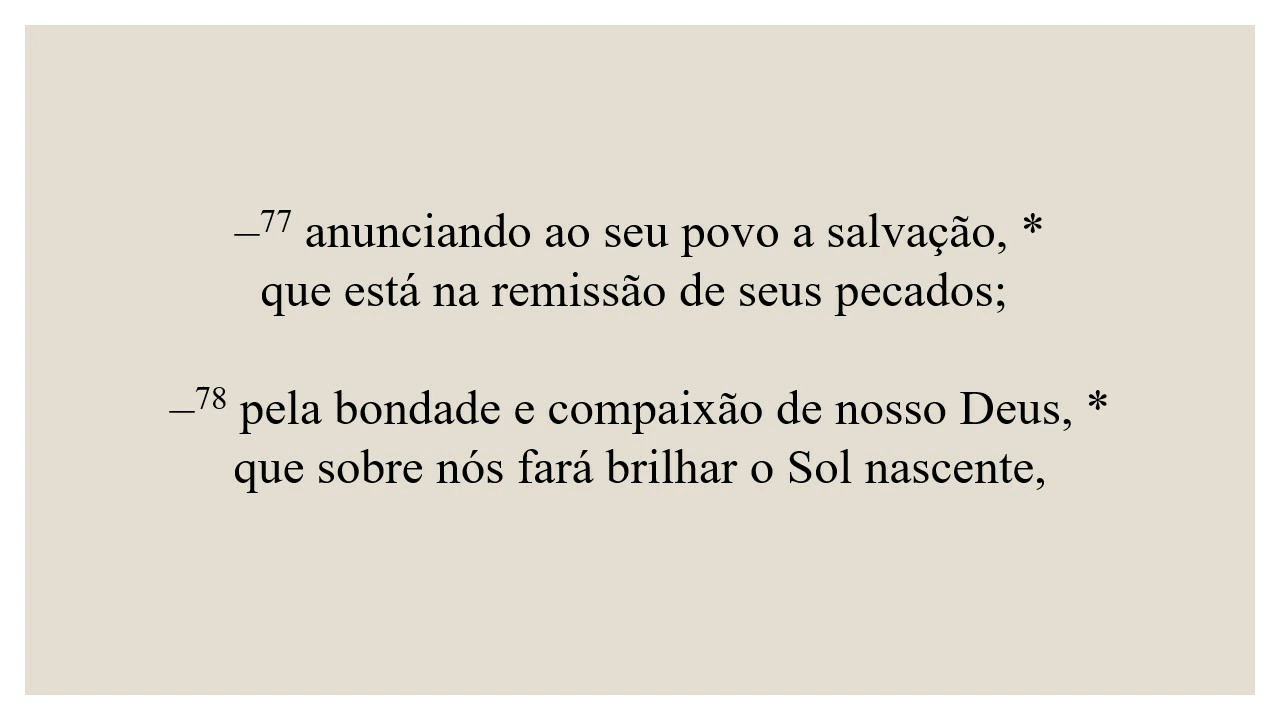 –77 anunciando ao seu povo a salvação, *
que está na remissão de seus pecados;
–78 pela bondade e compaixão de nosso Deus, *
que sobre nós fará brilhar o Sol nascente,